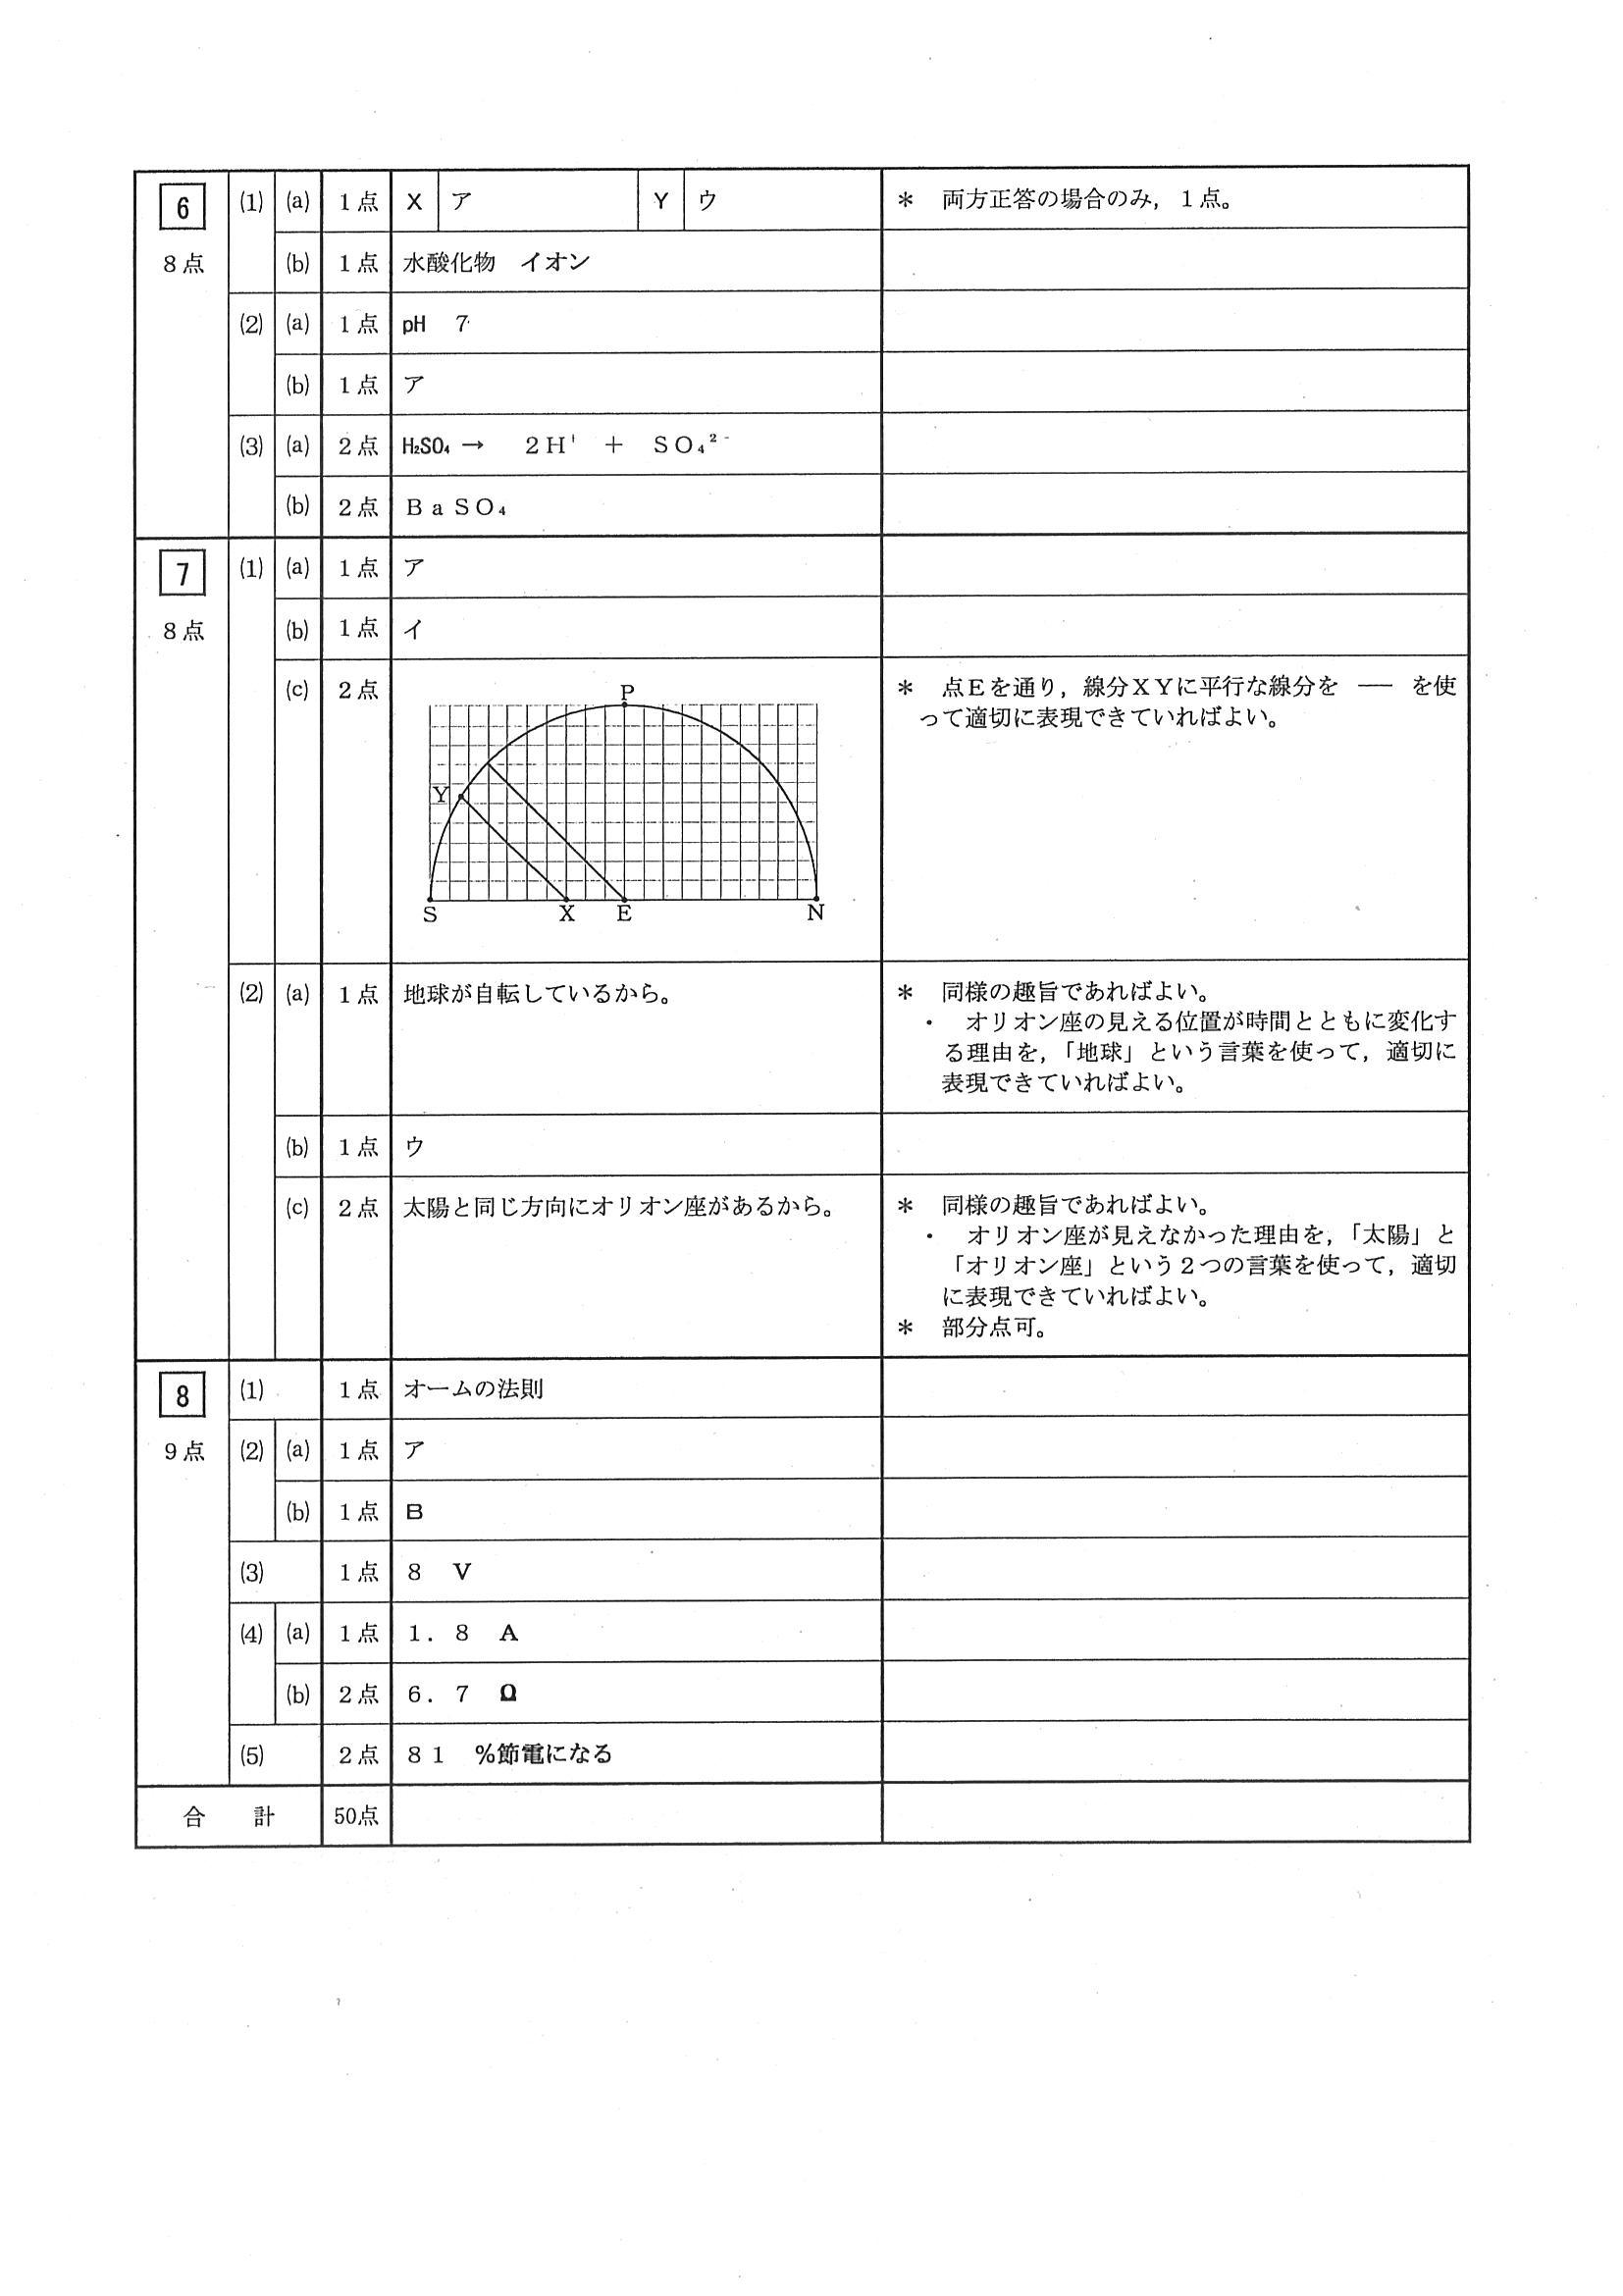 6 (1) (a) 1点 X ア Y ウ ＊ 両方正答の場合のみ，1点。
8点 (b) 1点 水酸化物 イオン
(2) (a) 1点 pH 7
(b) 1点 ア
(3) (a) 2点 H₂SO₄ → 2H⁺ + SO₄²⁻
(b) 2点 BaSO₄
7 (1) (a) 1点 ア
8点 (b) 1点 イ
(c) 2点
P
Y
S X E N
＊ 点Eを通り，線分XYに平行な線分を ― を使
って適切に表現できていればよい。
(2) (a) 1点 地球が自転しているから。
＊ 同様の趣旨であればよい。
・ オリオン座の見える位置が時間とともに変化す
る理由を，「地球」という言葉を使って，適切に
表現できていればよい。
(b) 1点 ウ
(c) 2点 太陽と同じ方向にオリオン座があるから。
＊ 同様の趣旨であればよい。
・ オリオン座が見えなかった理由を，「太陽」と
「オリオン座」という2つの言葉を使って，適切
に表現できていればよい。
＊ 部分点可。
8 (1) 1点 オームの法則
9点 (2) (a) 1点 ア
(b) 1点 B
(3) 1点 8 V
(4) (a) 1点 1.8 A
(b) 2点 6.7 Ω
(5) 2点 81 %節電になる
合 計 50点